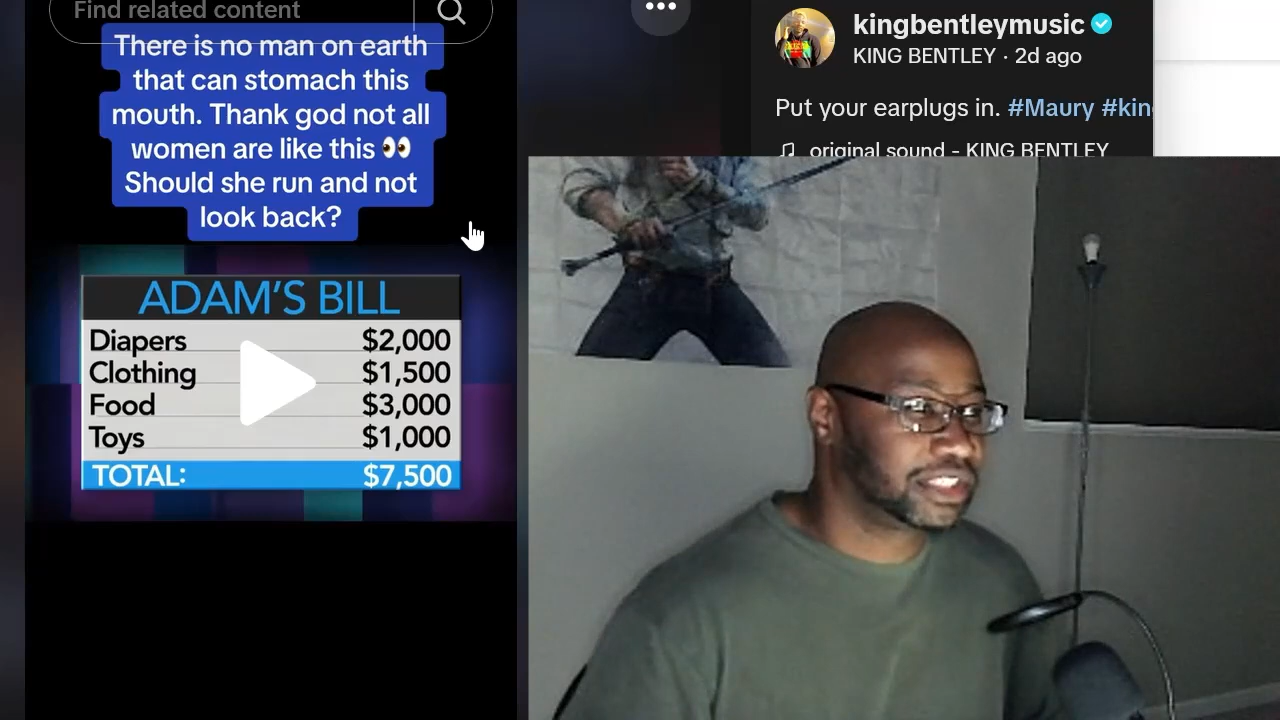 Find related content
There is no man on earth
that can stomach this
mouth. Thank god not all
women are like this 👀
Should she run and not
look back?
ADAM'S BILL
Diapers $2,000
Clothing $1,500
Food $3,000
Toys $1,000
TOTAL: $7,500
kingbentleymusic
KING BENTLEY · 2d ago
Put your earplugs in. #Maury #kin
original sound - KING BENTLEY